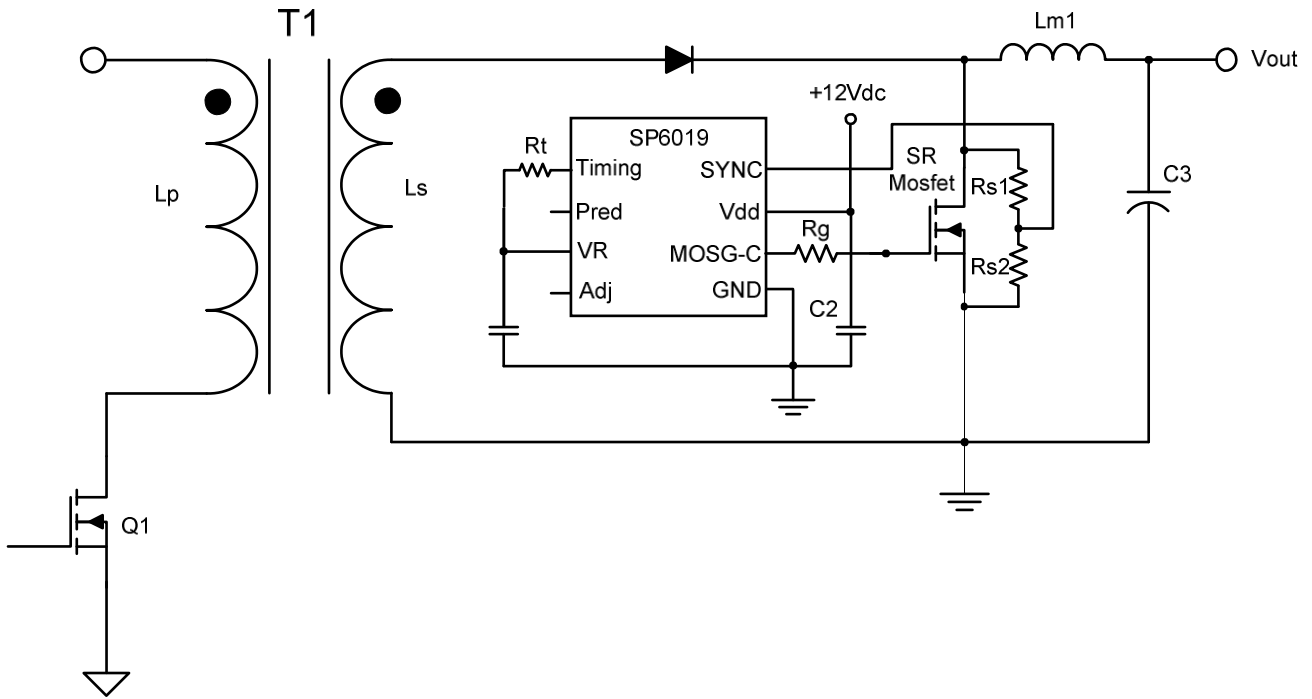 T1
Lm1
Vout
+12Vdc
SP6019
Rt
Timing
SYNC
SR
Mosfet
Rs1
C3
Lp
Ls
Pred
Vdd
Rg
VR
MOSG-C
Rs2
Adj
GND
C2
Q1